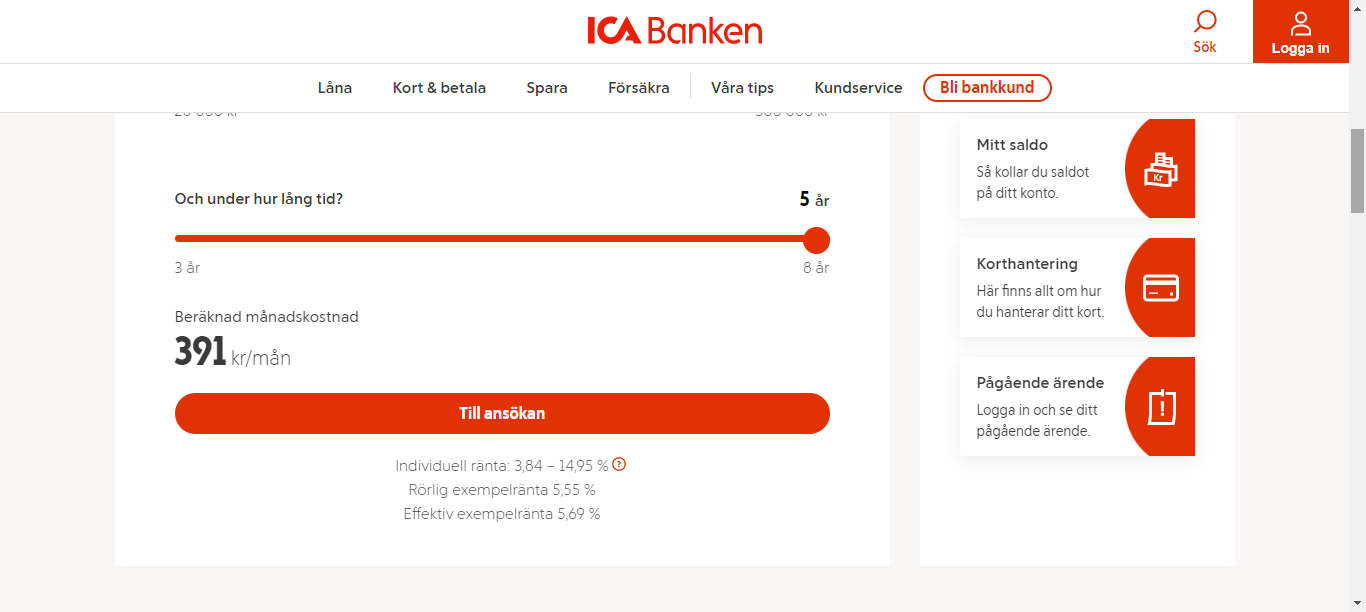 ICA Banken
Sök
Logga in
Låna
Kort & betala
Spara
Försäkra
Våra tips
Kundservice
Bli bankkund
Och under hur lång tid?
5 år
3 år
8 år
Beräknad månadskostnad
391 kr/mån
Till ansökan
Individuell ränta: 3,84 – 14,95 % ?
Rörlig exempelränta 5,55 %
Effektiv exempelränta 5,69 %
Mitt saldo
Så kollar du saldot
på ditt konto.
Kr
Korthantering
Här finns allt om hur
du hanterar ditt kort.
Pågående ärende
Logga in och se ditt
pågående ärende.